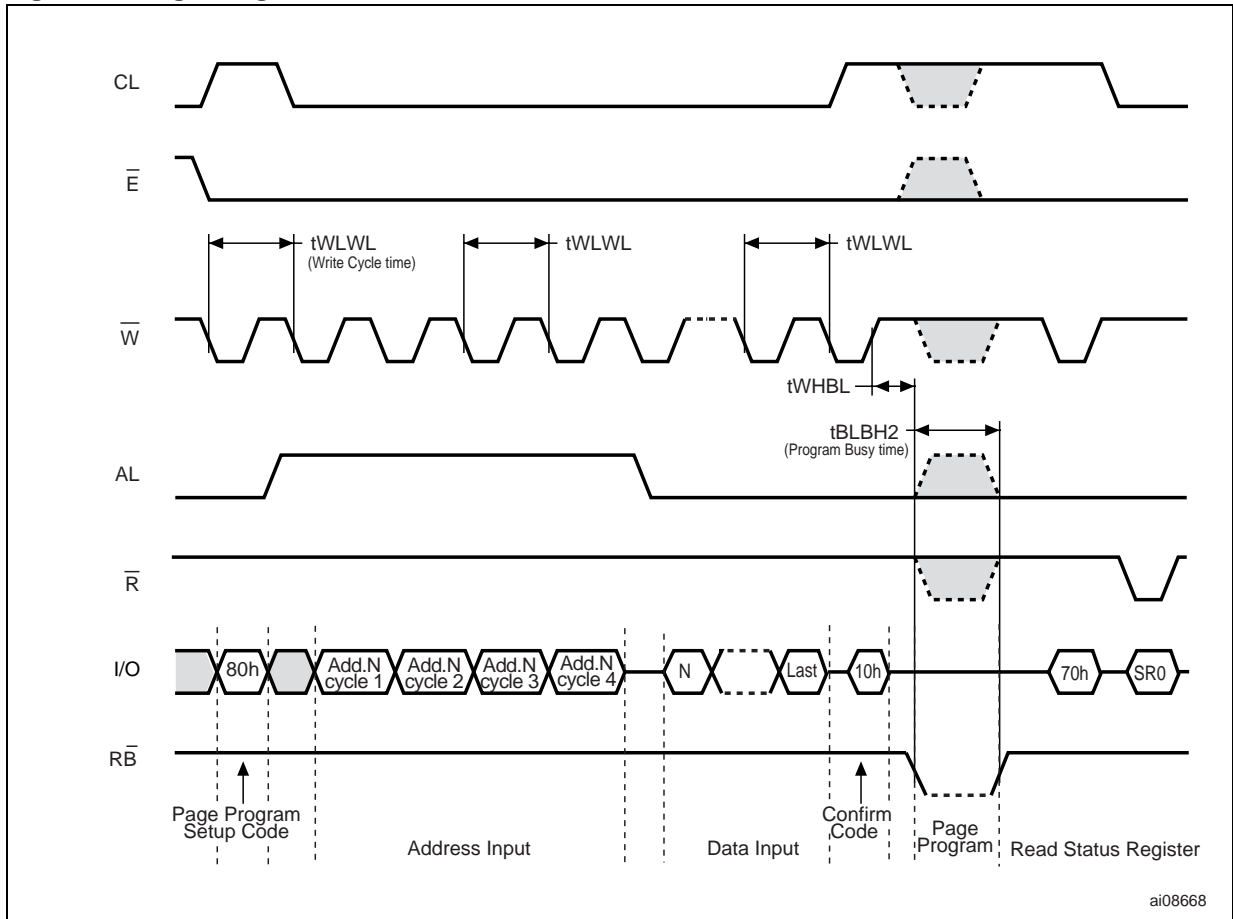 CL
E
tWLWL
tWLWL
tWLWL
(Write Cycle time)
W
tWHBL
tBLBH2
(Program Busy time)
AL
R
I/O
80h
Add.N
cycle 1
Add.N
cycle 2
Add.N
cycle 3
Add.N
cycle 4
N
Last
10h
70h
SR0
RB
Page Program
Setup Code
Address Input
Data Input
Confirm
Code
Page
Program
Read Status Register
ai08668